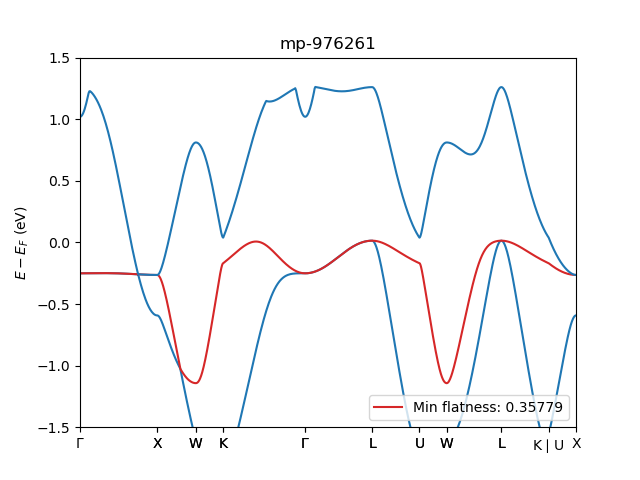 mp-976261
E − E_F (eV)
1.5
1.0
0.5
0.0
−0.5
−1.0
−1.5
Min flatness: 0.35779
Γ X W K Γ L U W L K | U X